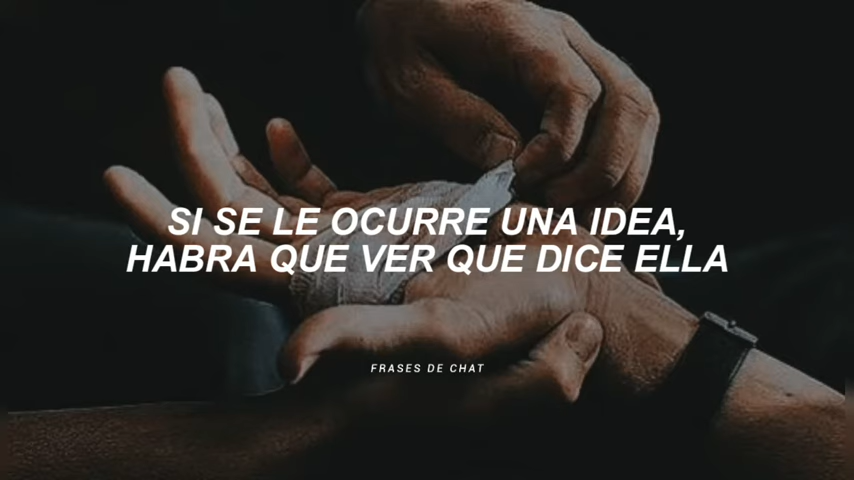 SI SE LE OCURRE UNA IDEA,
HABRA QUE VER QUE DICE ELLA
FRASES DE CHAT